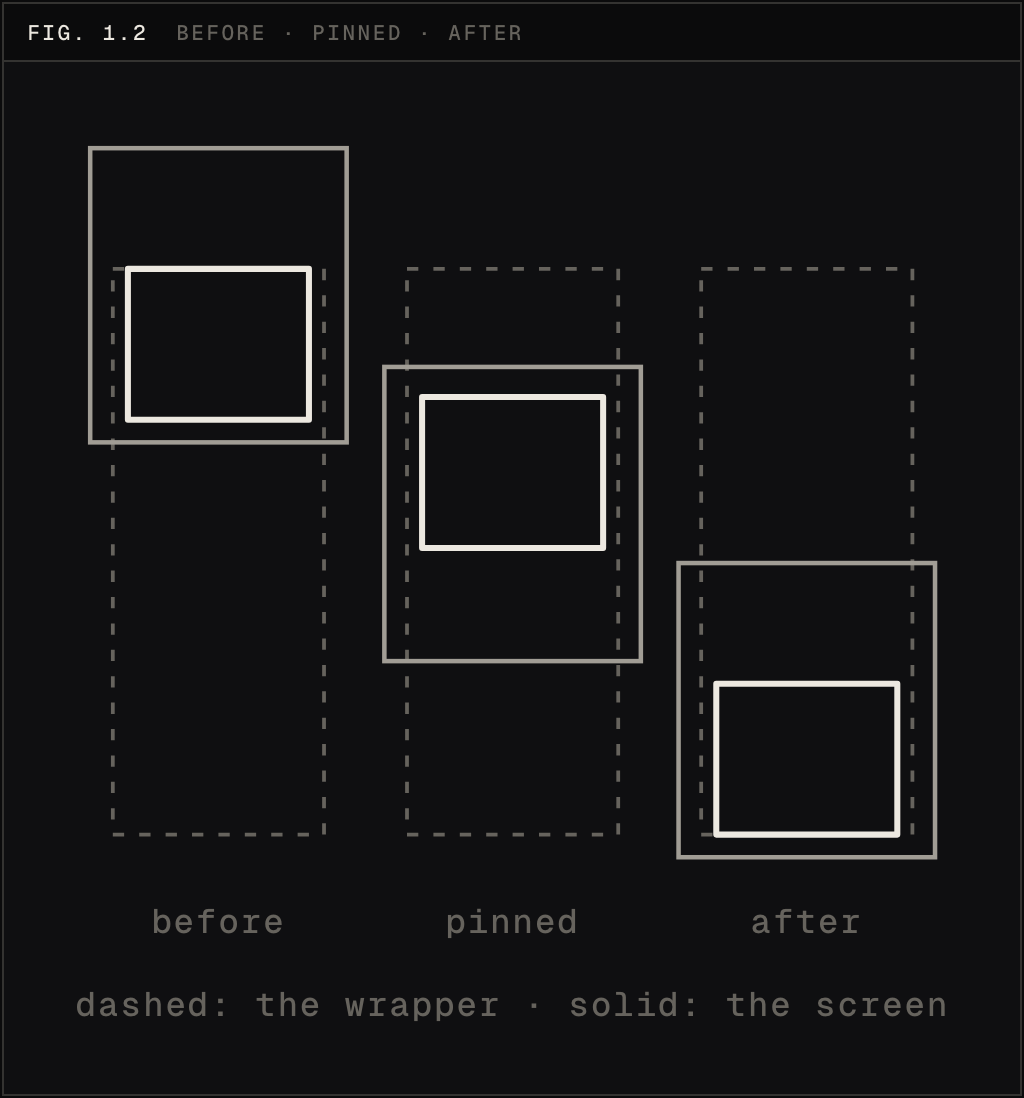 FIG. 1.2 BEFORE · PINNED · AFTER
before pinned after
dashed: the wrapper · solid: the screen